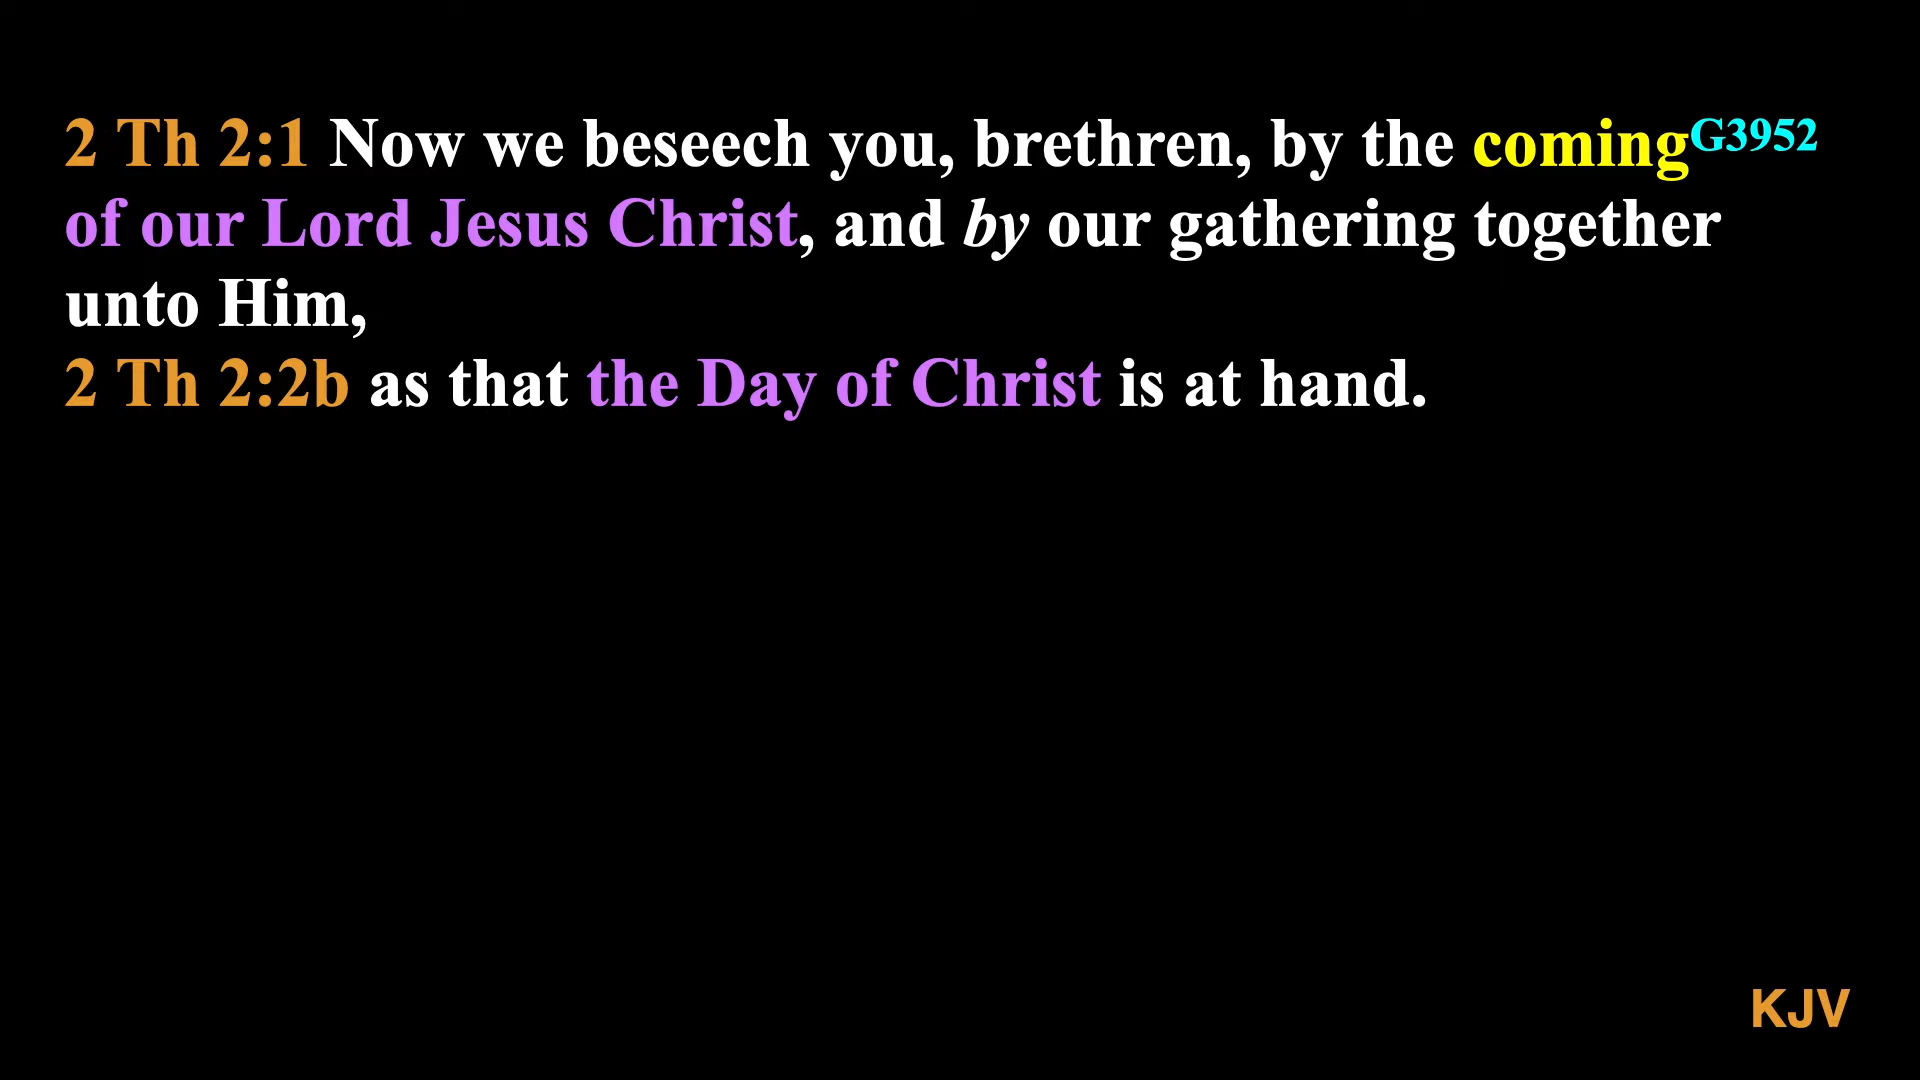 2 Th 2:1 Now we beseech you, brethren, by the comingG3952
of our Lord Jesus Christ, and by our gathering together
unto Him,
2 Th 2:2b as that the Day of Christ is at hand.
KJV